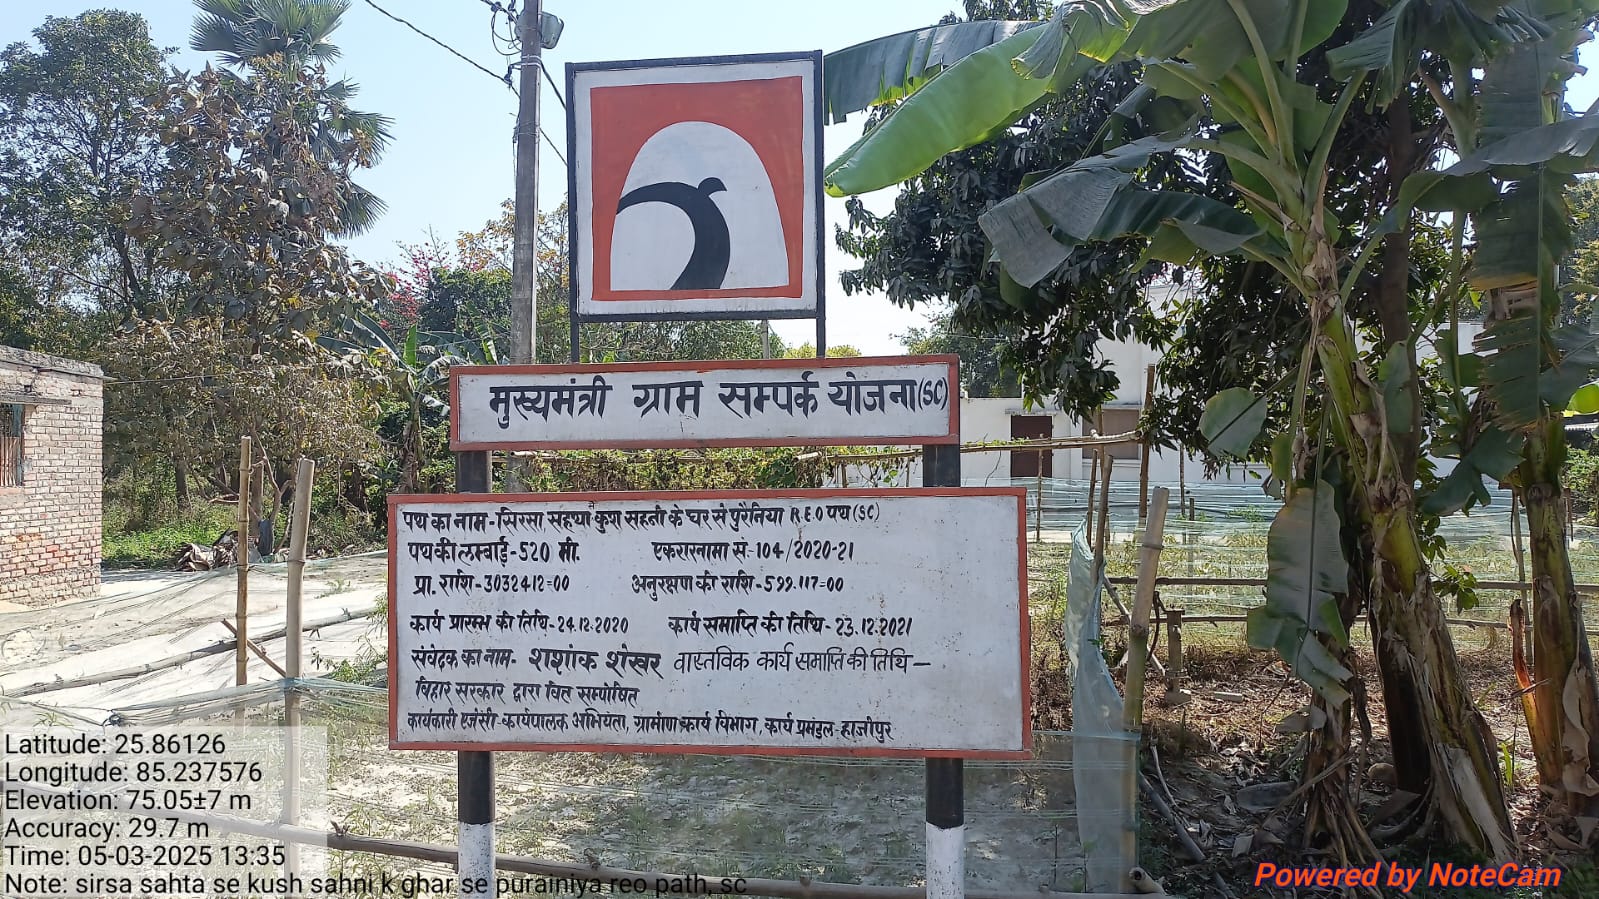 मुख्यमंत्री ग्राम सम्पर्क योजना(SC)
पथ का नाम-सिरसा सहथा कुश सहनी के घर से पुरैनिया R.E.O पथ (SC)
पथ की लम्बाई-520 मी. एकरारनामा सं-104/2020-21
प्रा. राशि-3032412=00 अनुरक्षण की राशि-599.117=00
कार्य प्रारम्भ की तिथि-24.12.2020 कार्य समाप्ति की तिथि-23.12.2021
संवेदक का नाम- शशांक शेखर वास्तविक कार्य समाप्ति की तिथि-
बिहार सरकार द्वारा वित सम्पोषित
कार्यकारी एजेंसी-कार्यपालक अभियंता, ग्रामीण कार्य विभाग, कार्य प्रमंडल-हाजीपुर
Latitude: 25.86126
Longitude: 85.237576
Elevation: 75.05±7 m
Accuracy: 29.7 m
Time: 05-03-2025 13:35
Note: sirsa sahta se kush sahni k ghar se purainiya reo path, sc
Powered by NoteCam